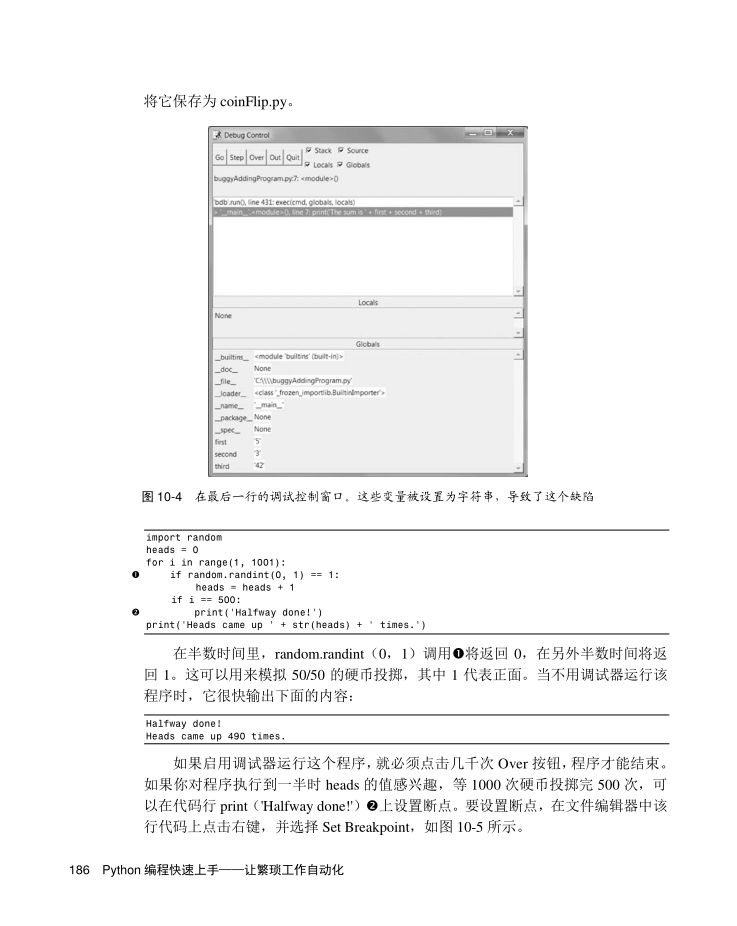 将它保存为 coinFlip.py。
Debug Control
Go Step Over Out Quit Stack Source
Locals Globals
buggyAddingProgram.py:7: <module>()
'bdb'.run(), line 431: exec(cmd, globals, locals)
> '__main__'.<module>(), line 7: print('The sum is ' + first + second + third)
Locals
None
Globals
__builtins__ <module 'builtins' (built-in)>
__doc__ None
__file__ 'C:\\\\buggyAddingProgram.py'
__loader__ <class '_frozen_importlib.BuiltinImporter'>
__name__ '__main__'
__package__ None
__spec__ None
first '5'
second '3'
third '42'
图 10-4 在最后一行的调试控制窗口。这些变量被设置为字符串，导致了这个缺陷
import random
heads = 0
for i in range(1, 1001):
❶ if random.randint(0, 1) == 1:
heads = heads + 1
if i == 500:
❷ print('Halfway done!')
print('Heads came up ' + str(heads) + ' times.')
在半数时间里，random.randint（0，1）调用❶将返回 0，在另外半数时间将返
回 1。这可以用来模拟 50/50 的硬币投掷，其中 1 代表正面。当不用调试器运行该
程序时，它很快输出下面的内容：
Halfway done!
Heads came up 490 times.
如果启用调试器运行这个程序，就必须点击几千次 Over 按钮，程序才能结束。
如果你对程序执行到一半时 heads 的值感兴趣，等 1000 次硬币投掷完 500 次，可
以在代码行 print（'Halfway done!'）❷上设置断点。要设置断点，在文件编辑器中该
行代码上点击右键，并选择 Set Breakpoint，如图 10-5 所示。
186 Python 编程快速上手——让繁琐工作自动化